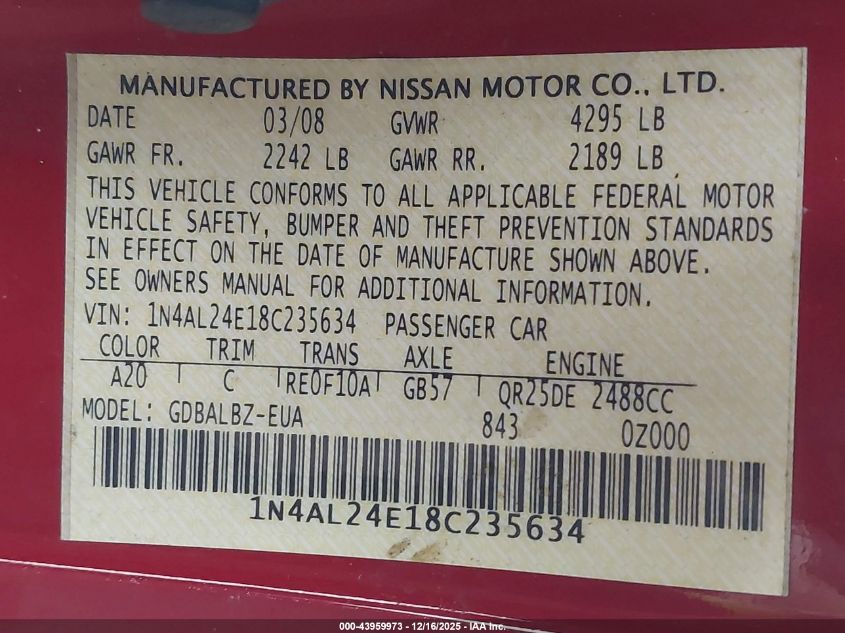 MANUFACTURED BY NISSAN MOTOR CO., LTD.
DATE 03/08 GVWR 4295 LB
GAWR FR. 2242 LB GAWR RR. 2189 LB
THIS VEHICLE CONFORMS TO ALL APPLICABLE FEDERAL MOTOR
VEHICLE SAFETY, BUMPER AND THEFT PREVENTION STANDARDS
IN EFFECT ON THE DATE OF MANUFACTURE SHOWN ABOVE.
SEE OWNERS MANUAL FOR ADDITIONAL INFORMATION.
VIN: 1N4AL24E18C235634 PASSENGER CAR
COLOR TRIM TRANS AXLE ENGINE
A20 C RE0F10A GB57 QR25DE 2488CC
MODEL: GDBALBZ-EUA 843 0Z000
1N4AL24E18C235634
000-43959973 - 12/16/2025 - IAA Inc.